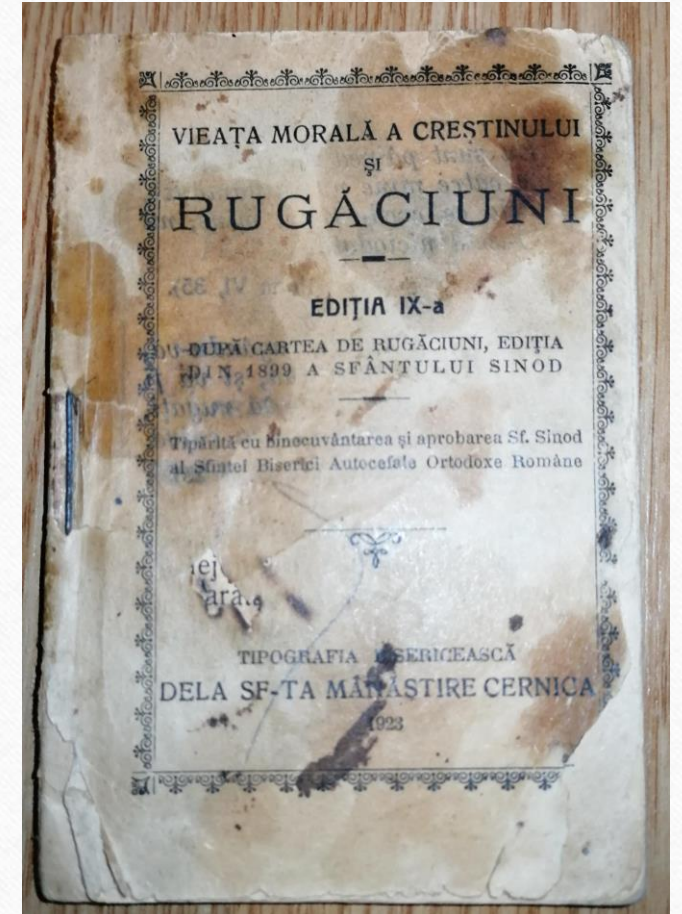 VIEAȚA MORALĂ A CREȘTINULUI
ȘI
RUGĂCIUNI
EDIȚIA IX-a
DUPĂ CARTEA DE RUGĂCIUNI, EDIȚIA
DIN 1899 A SFÂNTULUI SINOD
Tipărită cu binecuvântarea și aprobarea Sf. Sinod
al Sfintei Biserici Autocefale Ortodoxe Române
TIPOGRAFIA BISERICEASCĂ
DELA SF-TA MÂNĂSTIRE CERNICA
1923